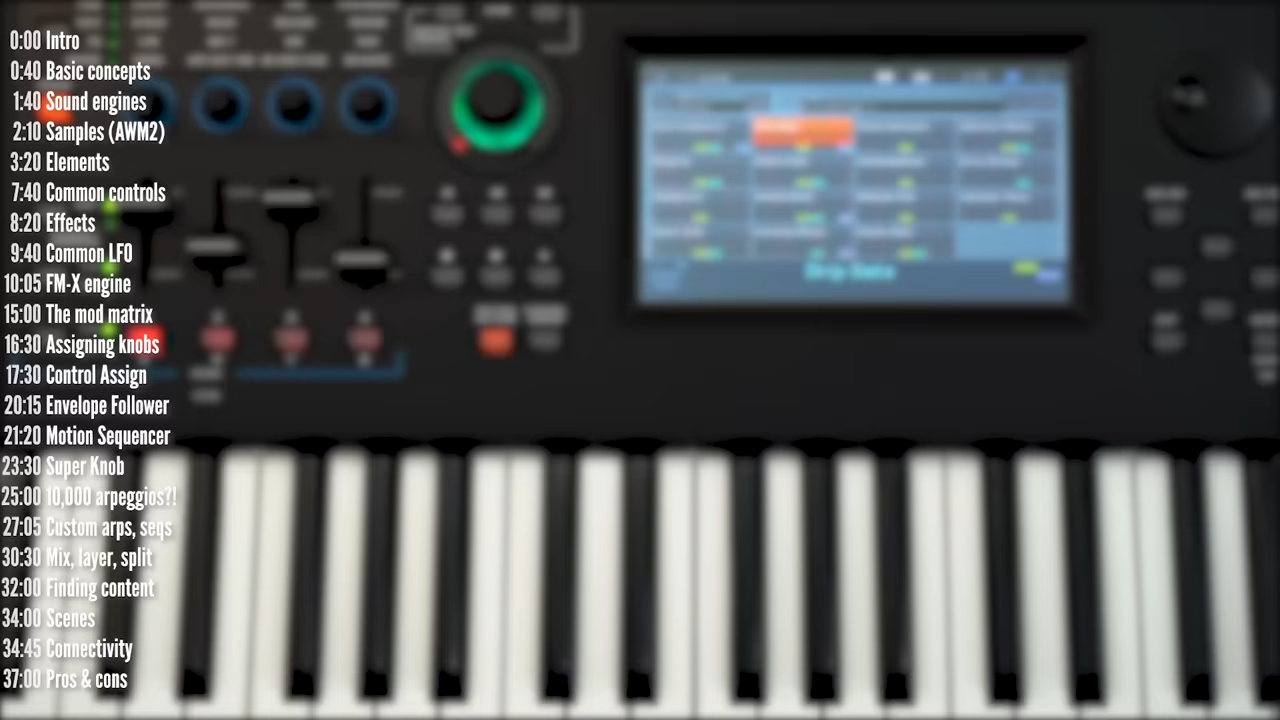 0:00 Intro
0:40 Basic concepts
1:40 Sound engines
2:10 Samples (AWM2)
3:20 Elements
7:40 Common controls
8:20 Effects
9:40 Common LFO
10:05 FM-X engine
15:00 The mod matrix
16:30 Assigning knobs
17:30 Control Assign
20:15 Envelope Follower
21:20 Motion Sequencer
23:30 Super Knob
25:00 10,000 arpeggios?!
27:05 Custom arps, seqs
30:30 Mix, layer, split
32:00 Finding content
34:00 Scenes
34:45 Connectivity
37:00 Pros & cons